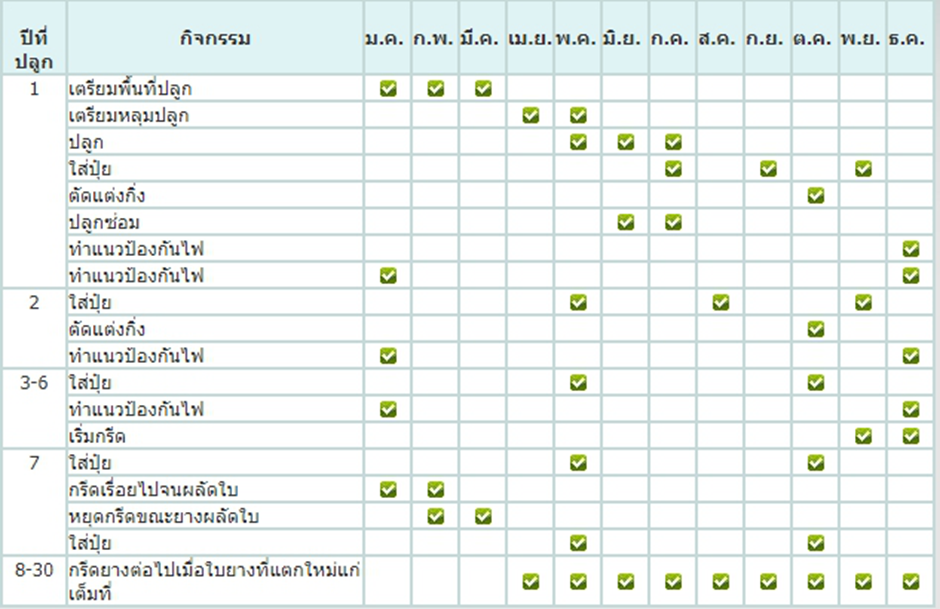 ปีที่ปลูก กิจกรรม ม.ค. ก.พ. มี.ค. เม.ย. พ.ค. มิ.ย. ก.ค. ส.ค. ก.ย. ต.ค. พ.ย. ธ.ค.
1 เตรียมพื้นที่ปลูก
เตรียมหลุมปลูก
ปลูก
ใส่ปุ๋ย
ตัดแต่งกิ่ง
ปลูกซ่อม
ทำแนวป้องกันไฟ
ทำแนวป้องกันไฟ
2 ใส่ปุ๋ย
ตัดแต่งกิ่ง
ทำแนวป้องกันไฟ
3-6 ใส่ปุ๋ย
ทำแนวป้องกันไฟ
เริ่มกรีด
7 ใส่ปุ๋ย
กรีดเรื่อยไปจนผลัดใบ
หยุดกรีดขณะยางผลัดใบ
ใส่ปุ๋ย
8-30 กรีดยางต่อไปเมื่อใบยางที่แตกใหม่แก่
เต็มที่